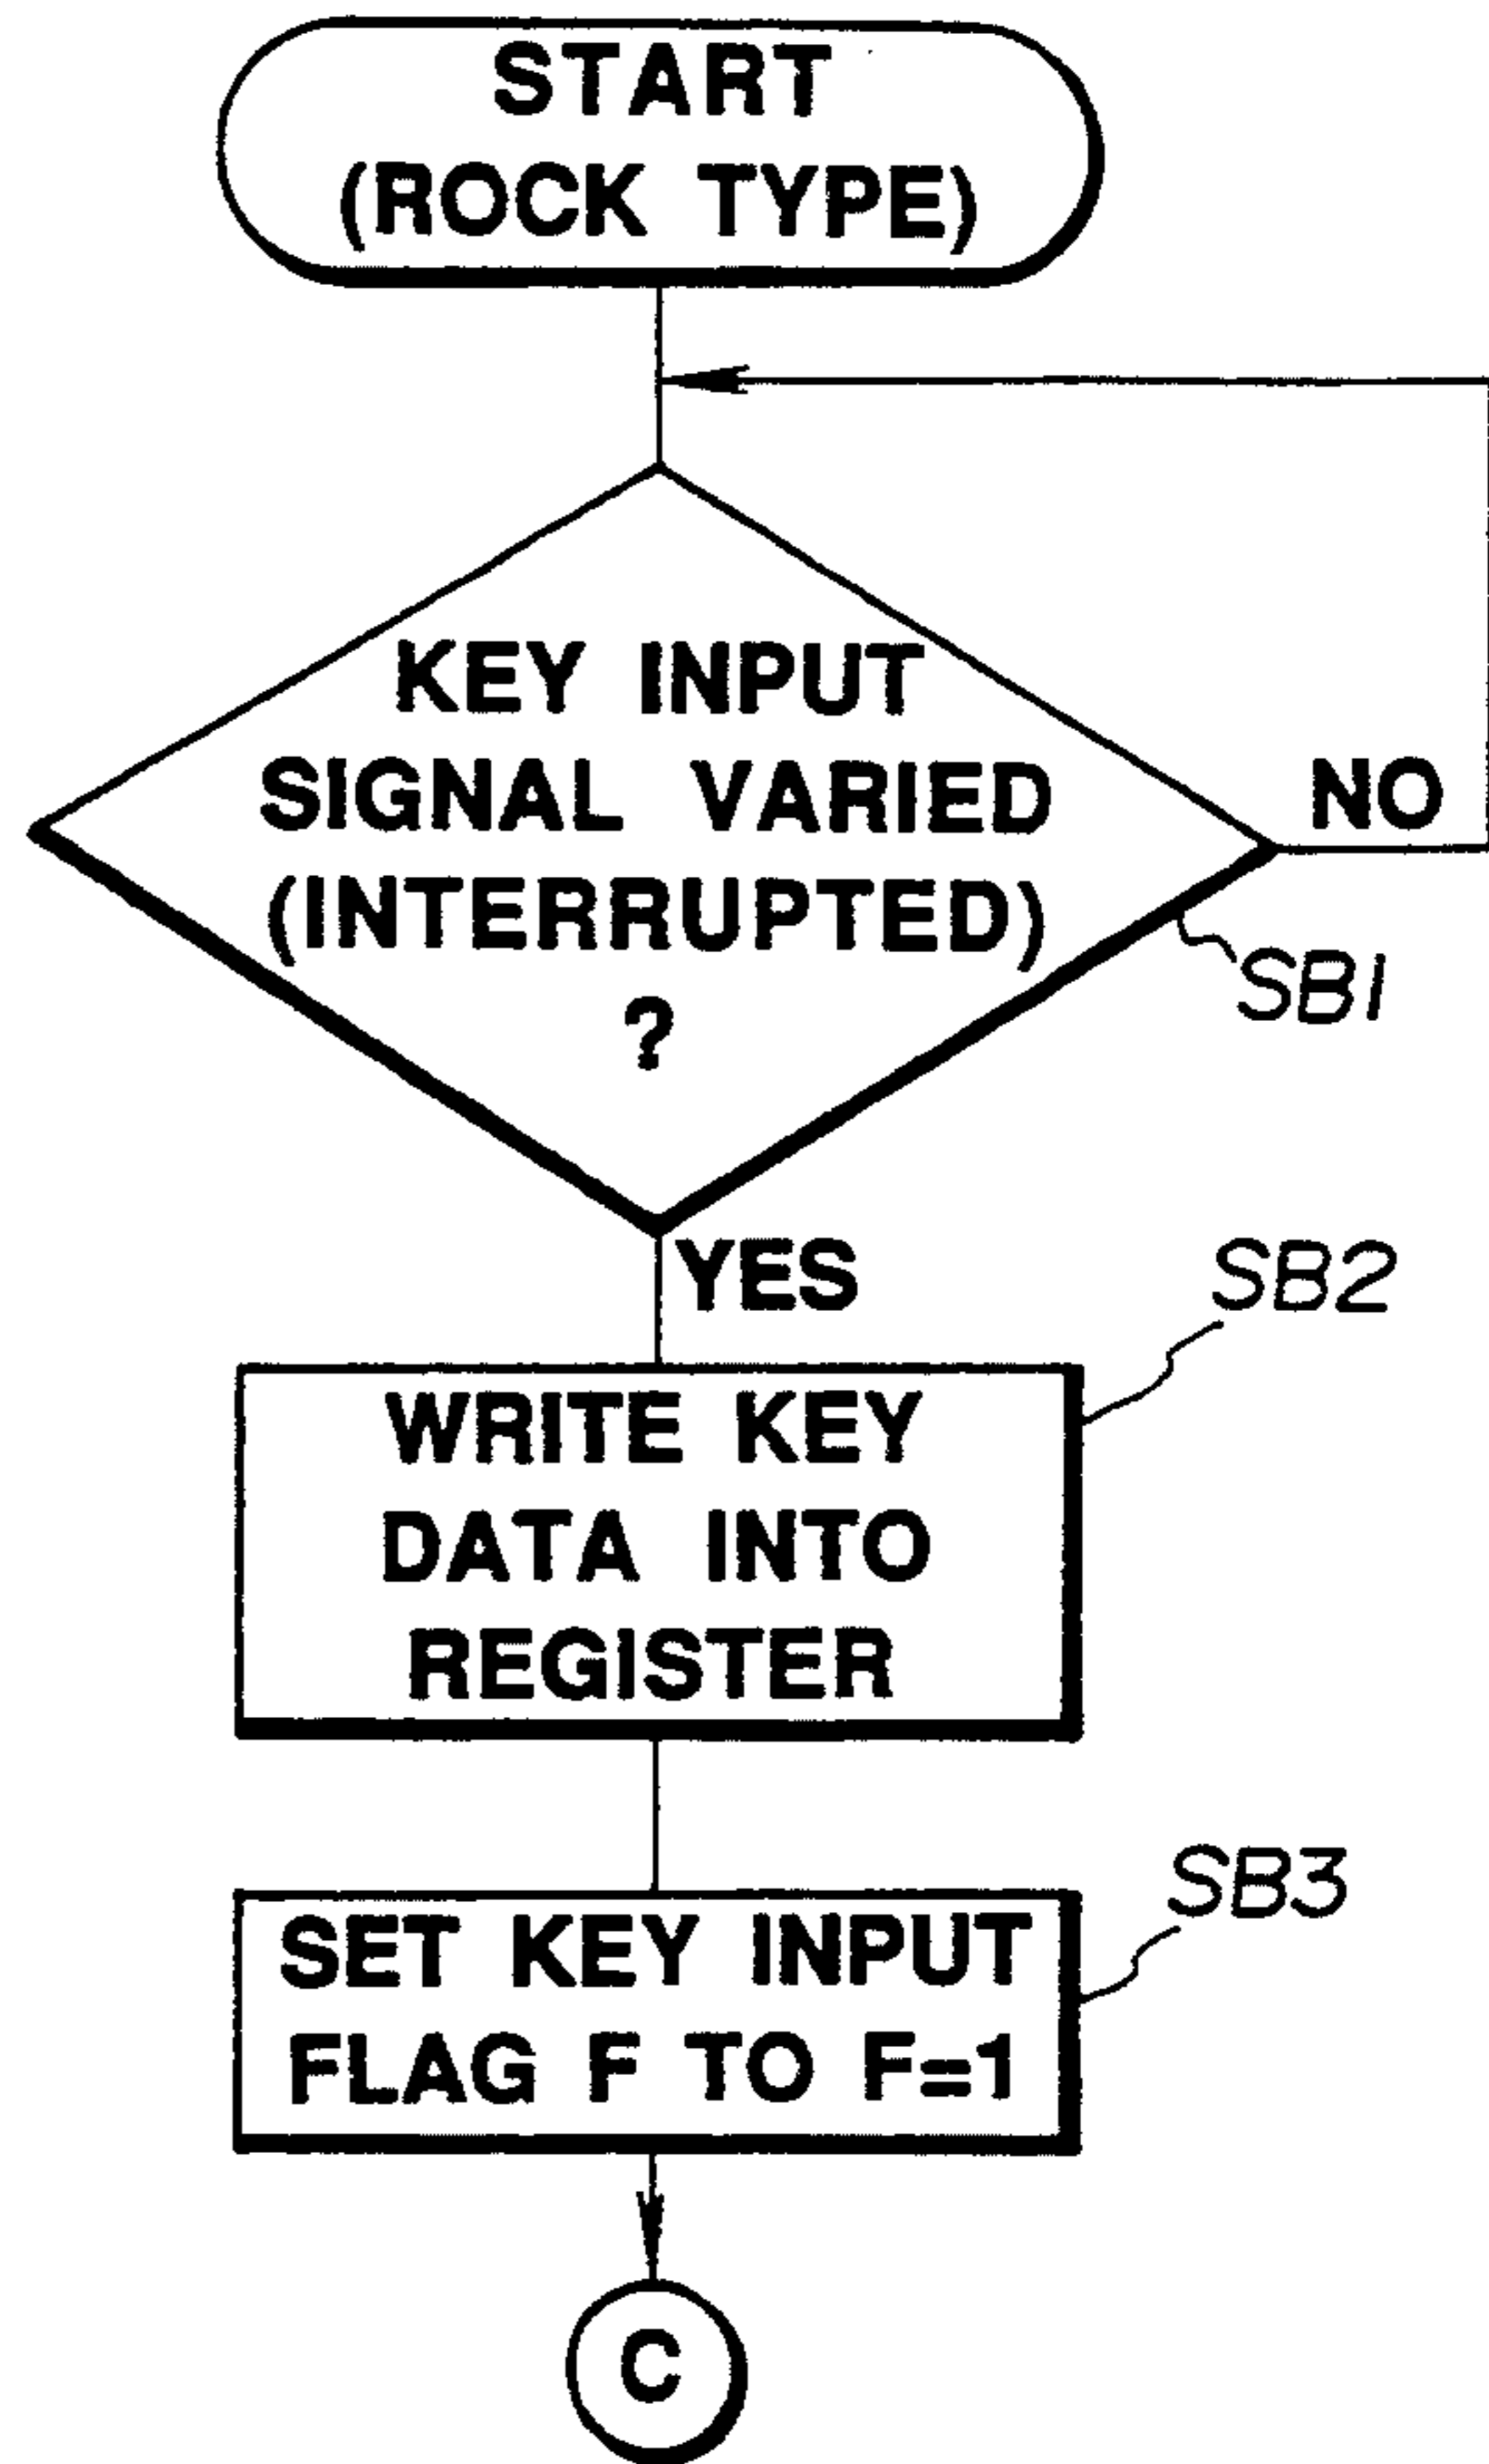 START
(ROCK TYPE)
KEY INPUT
SIGNAL VARIED
(INTERRUPTED)
?
NO
SB1
YES
SB2
WRITE KEY
DATA INTO
REGISTER
SB3
SET KEY INPUT
FLAG F TO F=1
C